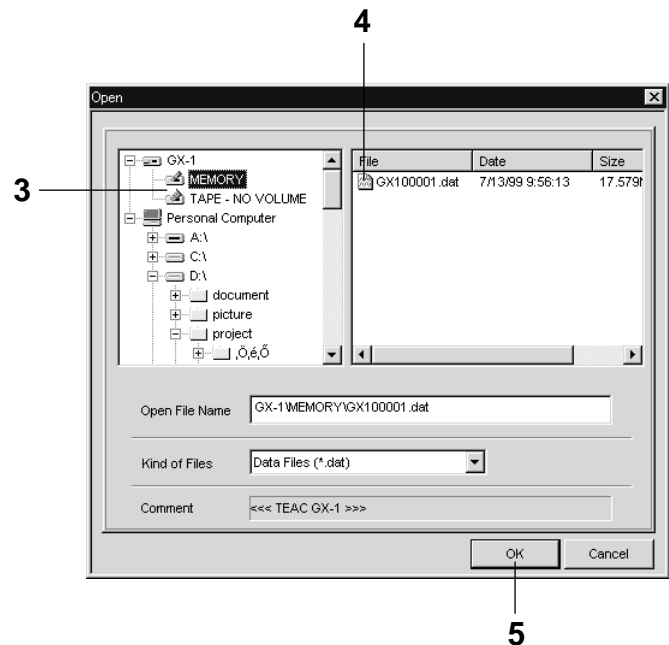 4
Open
GX-1
MEMORY
TAPE - NO VOLUME
Personal Computer
A:\
C:\
D:\
document
picture
project
,Ö,é,Ő
File Date Size
GX100001.dat 7/13/99 9:56:13 17.579M
3
Open File Name GX-1\MEMORY\GX100001.dat
Kind of Files Data Files (*.dat)
Comment <<< TEAC GX-1 >>>
OK Cancel
5